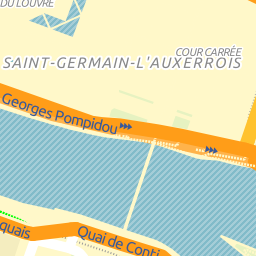 DU LOUVRE
COUR CARRÉE
SAINT-GERMAIN-L'AUXERROIS
Georges Pompidou
quais
Quai de Conti